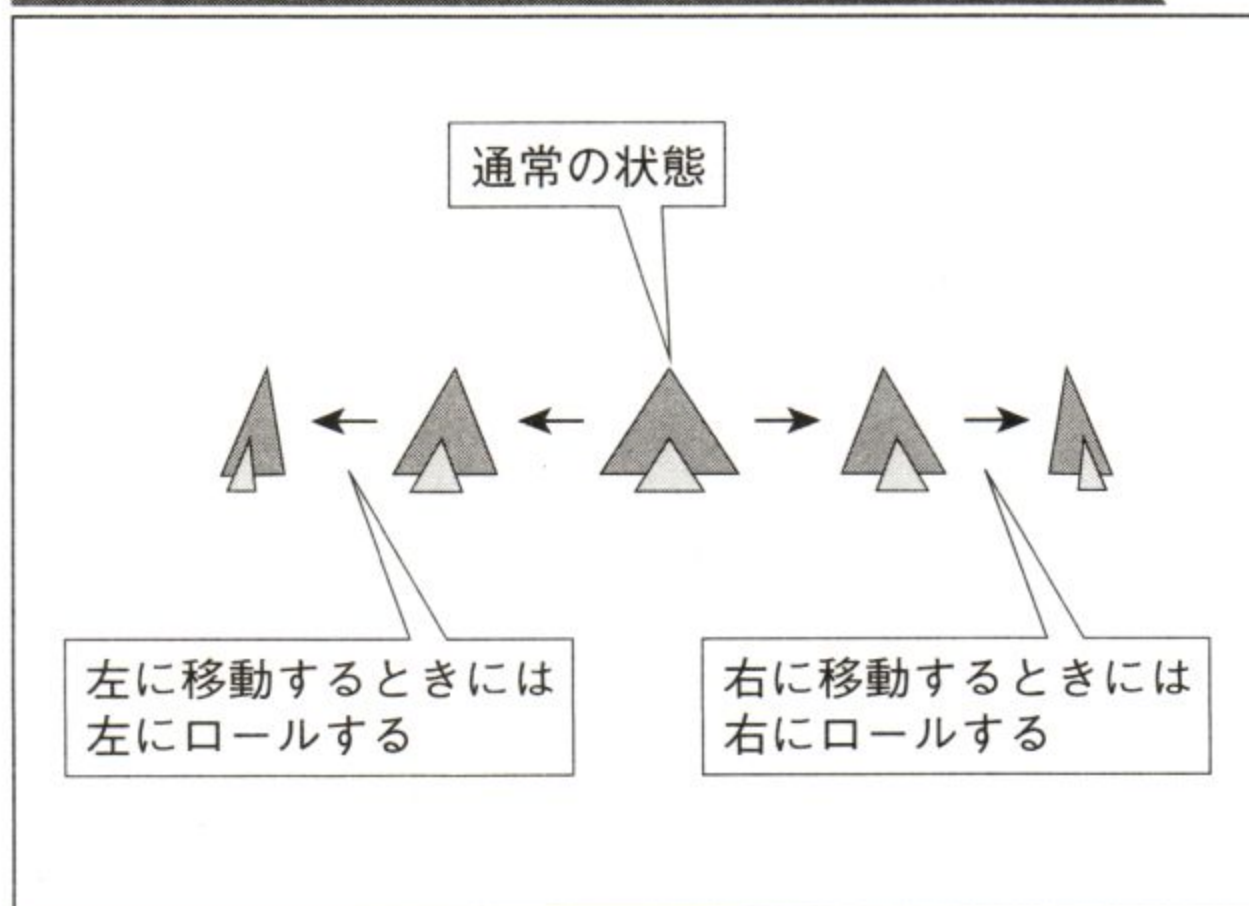 通常の状態
左に移動するときには
左にロールする
右に移動するときには
右にロールする